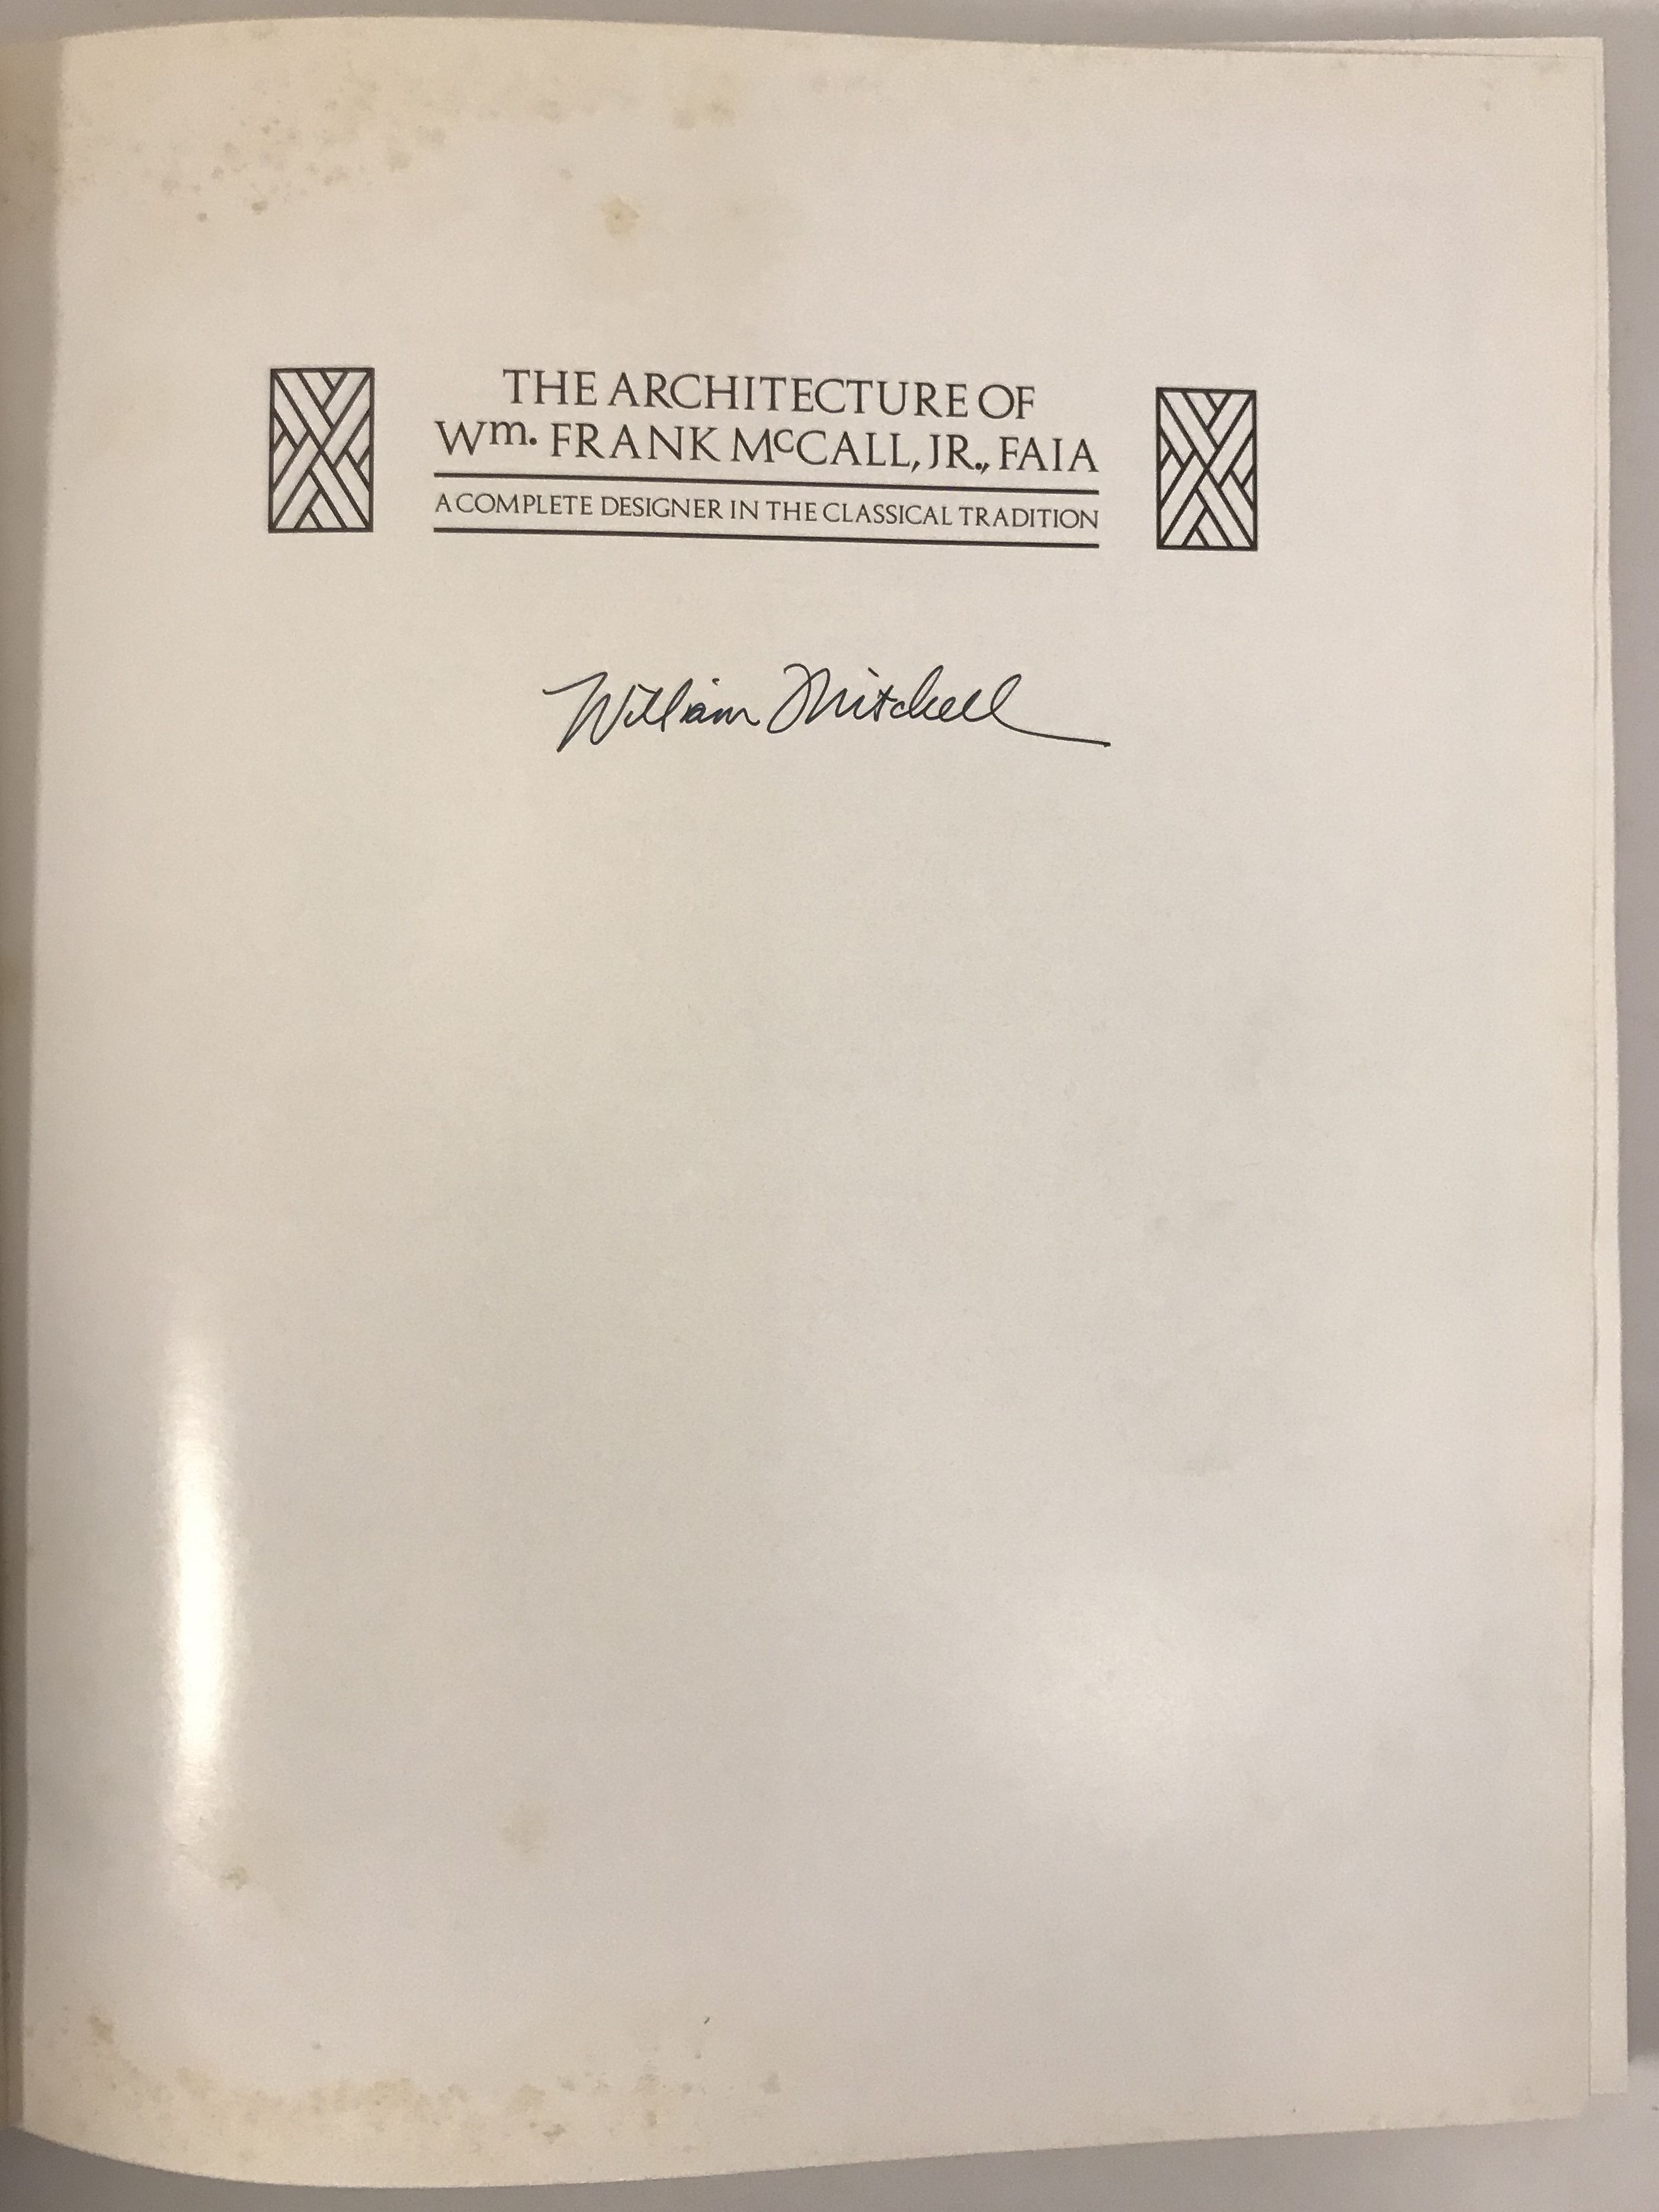 THE ARCHITECTURE OF
Wm. FRANK McCALL, JR., FAIA
A COMPLETE DESIGNER IN THE CLASSICAL TRADITION
William Mitchell